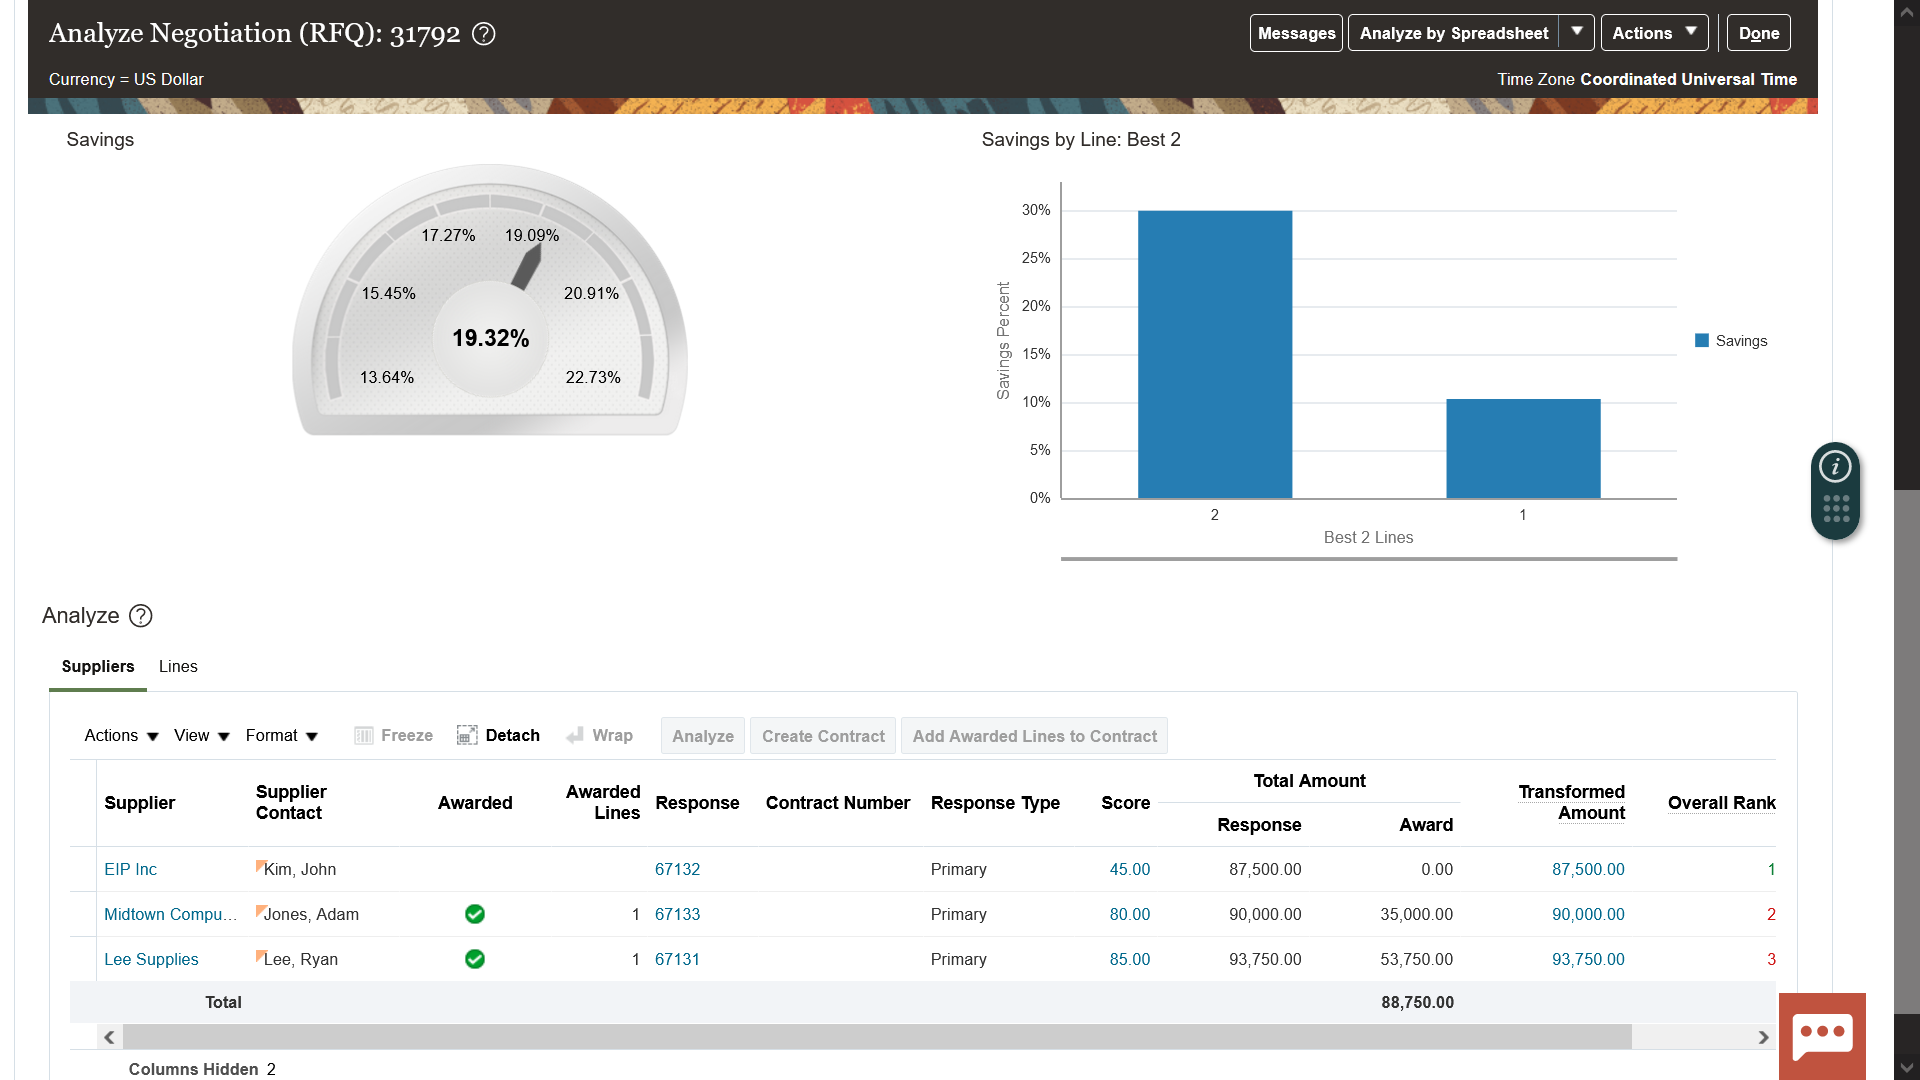 Analyze Negotiation (RFQ): 31792
Messages
Analyze by Spreadsheet
Actions
Done
Currency = US Dollar
Time Zone Coordinated Universal Time
Savings
17.27% 19.09%
15.45% 20.91%
19.32%
13.64% 22.73%
Savings by Line: Best 2
30%
25%
20%
15%
10%
5%
0%
Savings Percent
2 1
Best 2 Lines
Savings
Analyze
Suppliers Lines
Actions View Format Freeze Detach Wrap Analyze Create Contract Add Awarded Lines to Contract
Supplier
Supplier
Contact
Awarded
Awarded
Lines
Response
Contract Number
Response Type
Score
Total Amount
Response Award
Transformed
Amount
Overall Rank
EIP Inc Kim, John 67132 Primary 45.00 87,500.00 0.00 87,500.00 1
Midtown Compu... Jones, Adam 1 67133 Primary 80.00 90,000.00 35,000.00 90,000.00 2
Lee Supplies Lee, Ryan 1 67131 Primary 85.00 93,750.00 53,750.00 93,750.00 3
Total 88,750.00
Columns Hidden 2